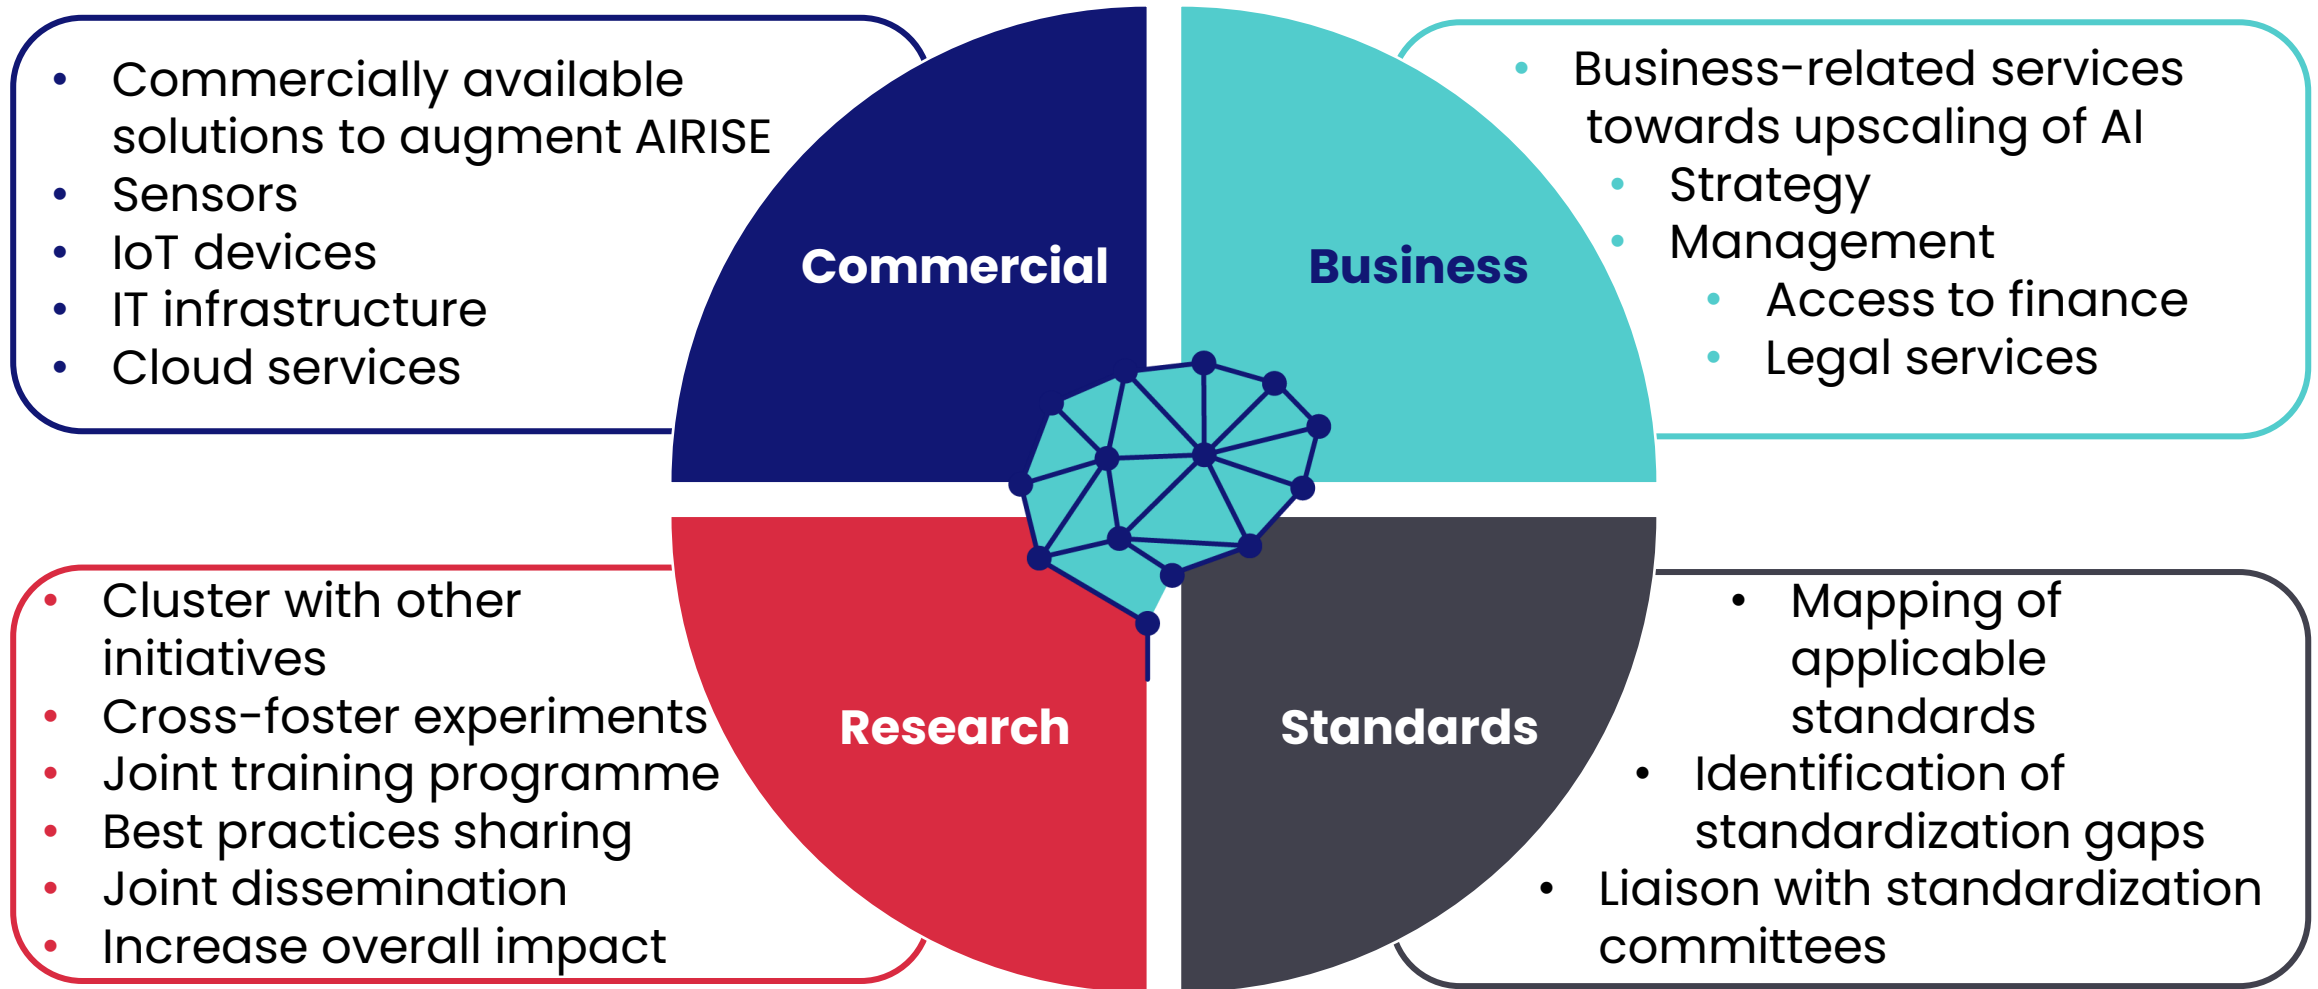 • Commercially available
solutions to augment AIRISE
• Sensors
• IoT devices
• IT infrastructure
• Cloud services
Commercial
Business
• Business-related services
towards upscaling of AI
• Strategy
• Management
• Access to finance
• Legal services
• Cluster with other
initiatives
• Cross-foster experiments
• Joint training programme
• Best practices sharing
• Joint dissemination
• Increase overall impact
Research
Standards
• Mapping of
applicable
standards
• Identification of
standardization gaps
• Liaison with standardization
committees